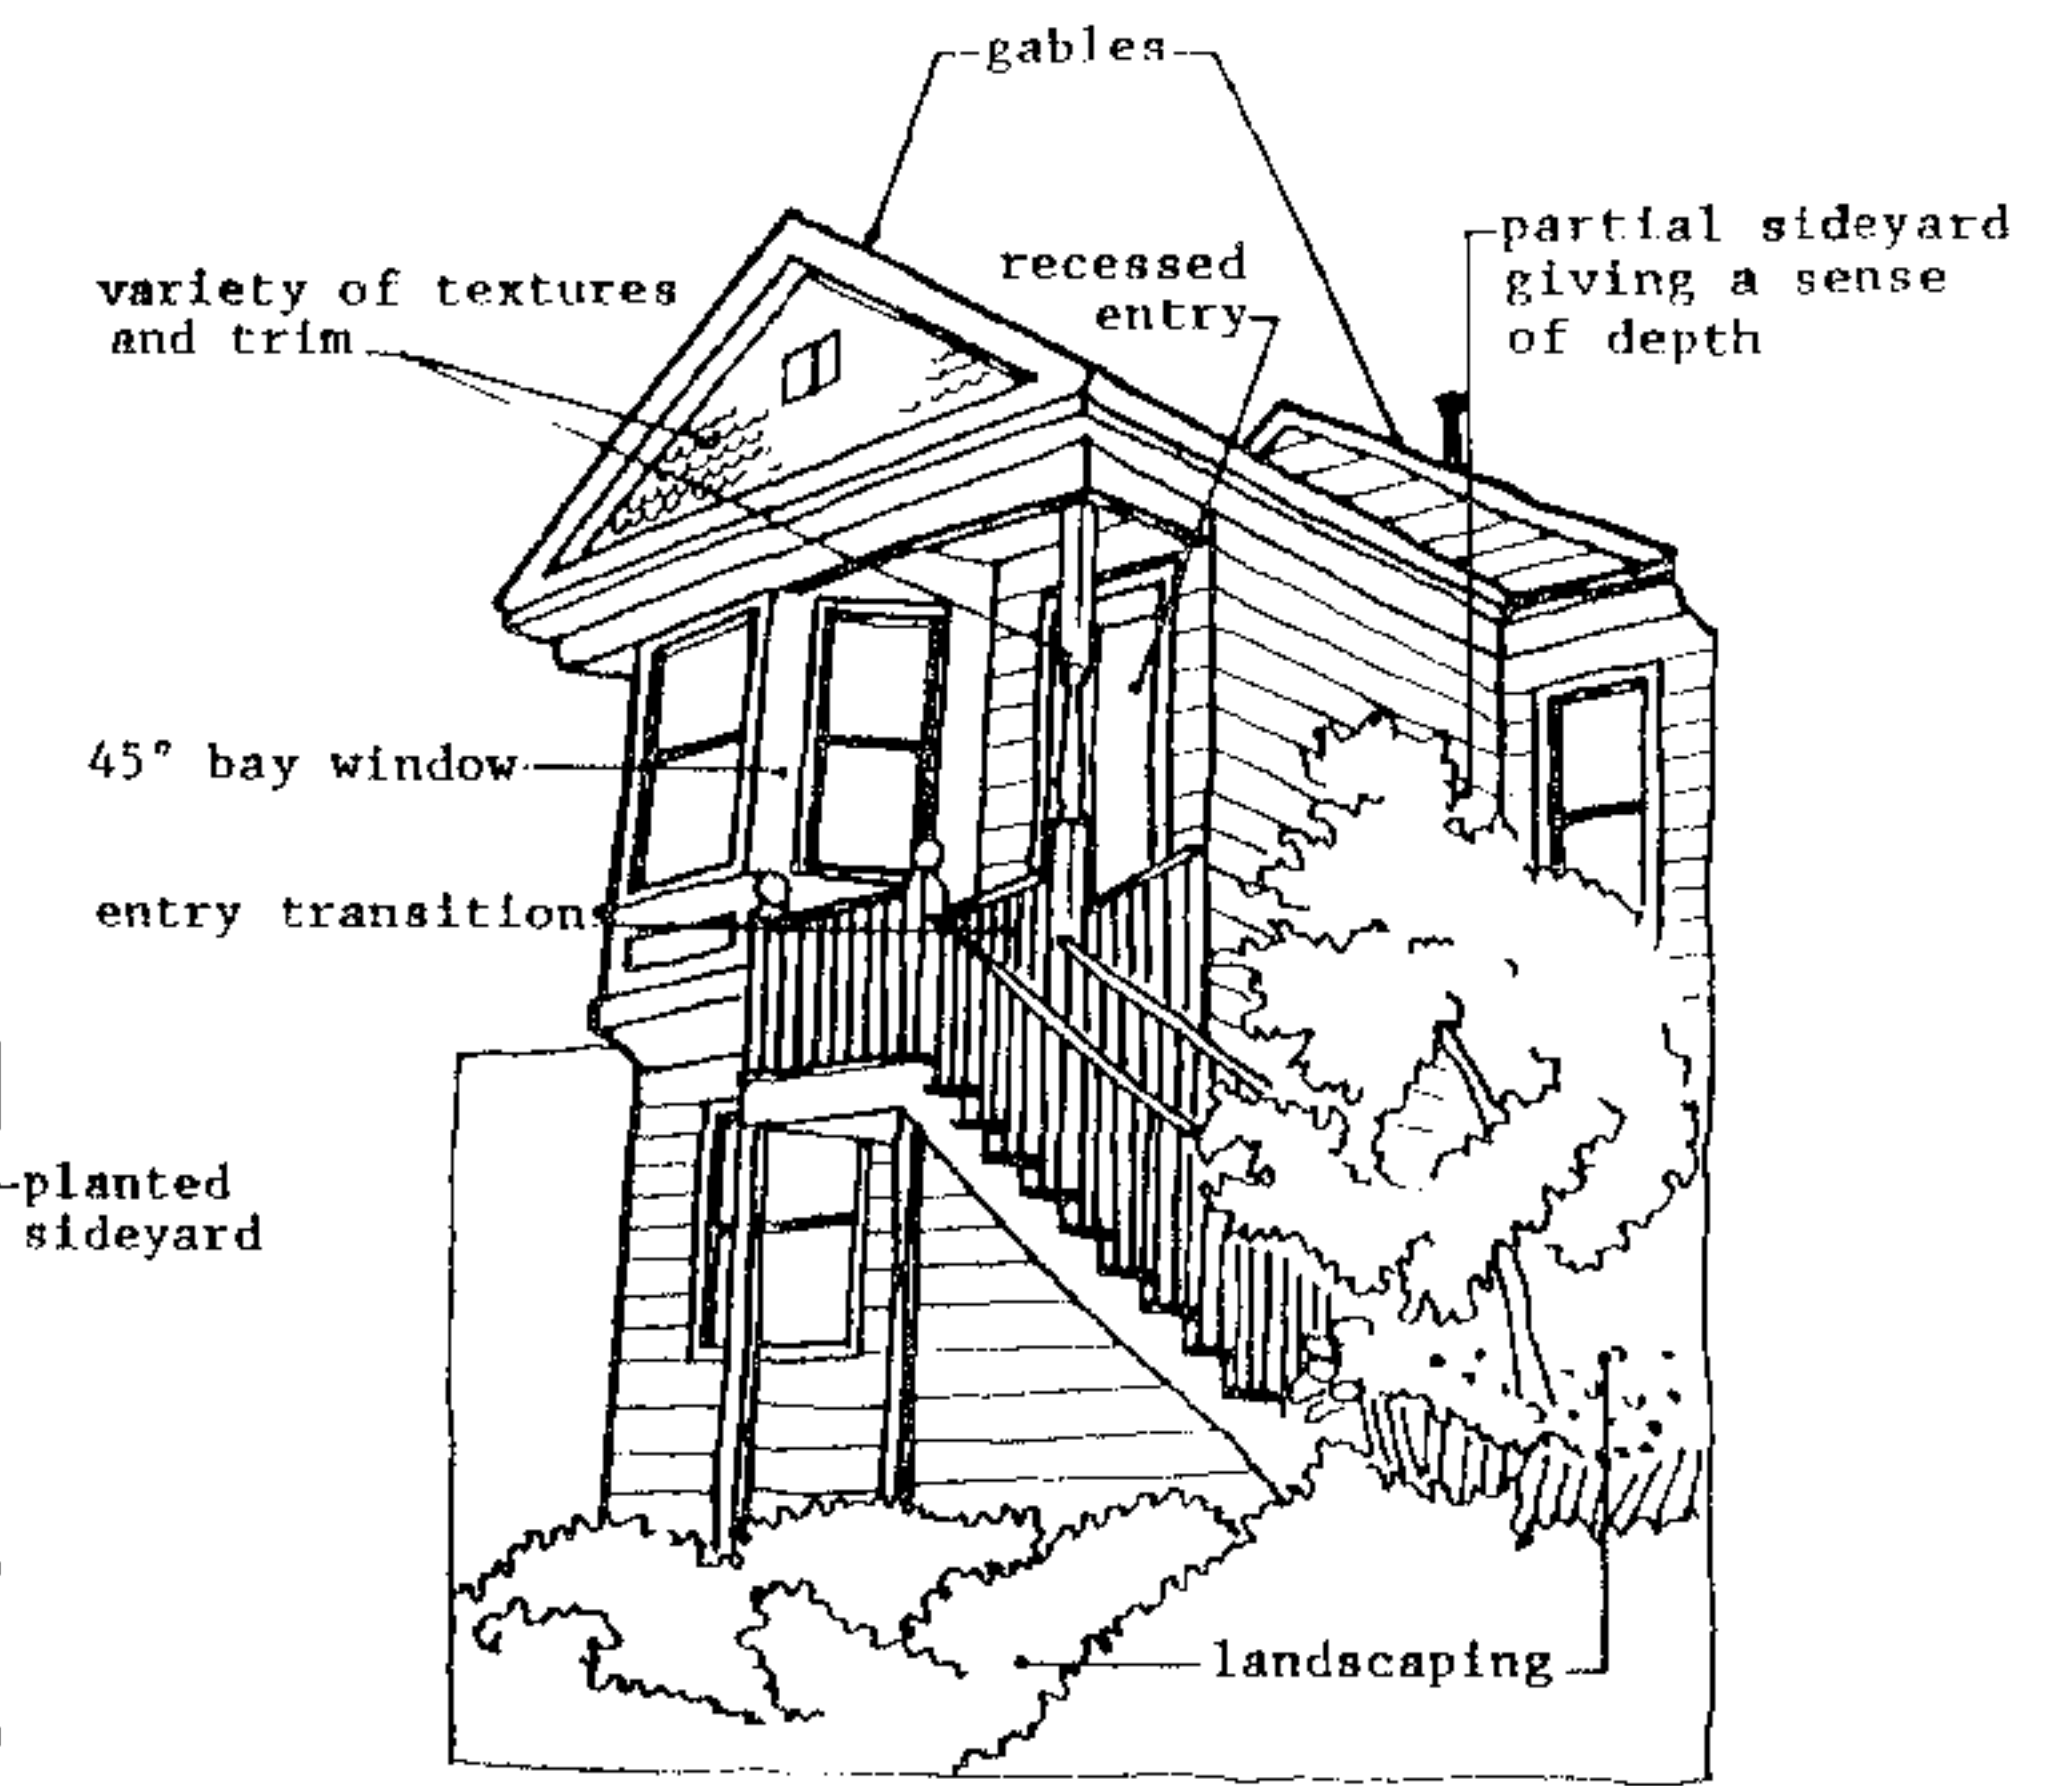 gables
partial sideyard
giving a sense
of depth
recessed
entry
variety of textures
and trim
45° bay window
entry transitions
planted
sideyard
landscaping